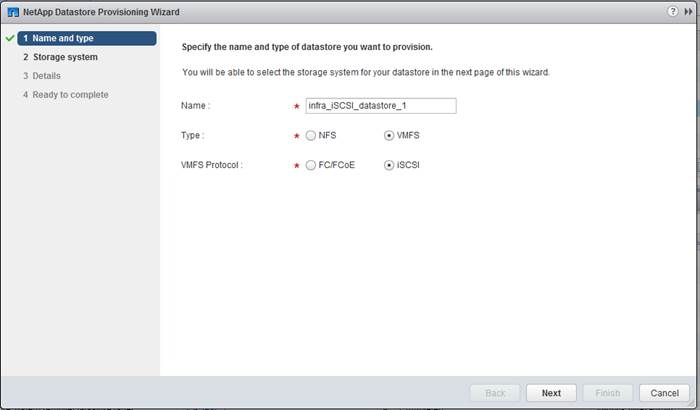 NetApp Datastore Provisioning Wizard
1 Name and type
2 Storage system
3 Details
4 Ready to complete
Specify the name and type of datastore you want to provision.
You will be able to select the storage system for your datastore in the next page of this wizard.
Name : * infra_iSCSI_datastore_1
Type : * NFS VMFS
VMFS Protocol : * FC/FCoE iSCSI
Back Next Finish Cancel